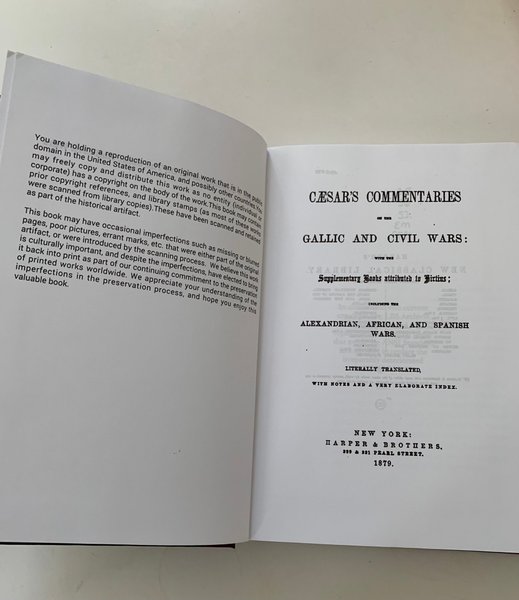 You are holding a reproduction of an original work that is in the public
domain in the United States of America, and possibly other countries. You
may freely copy and distribute this work as no entity (individual or
corporate) has a copyright on the body of the work. This book may contain
prior copyright references, and library stamps (as most of these works
were scanned from library copies). These have been scanned and retained
as part of the historical artifact.
This book may have occasional imperfections such as missing or blurred
pages, poor pictures, errant marks, etc. that were either part of the original
artifact, or were introduced by the scanning process. We believe this work
is culturally important, and despite the imperfections, have elected to bring
it back into print as part of our continuing commitment to the preservation
of printed works worldwide. We appreciate your understanding of the
imperfections in the preservation process, and hope you enjoy this
valuable book.
CÆSAR'S COMMENTARIES
ON THE
GALLIC AND CIVIL WARS:
WITH THE
Supplementary Books attributed to Hirtius;
INCLUDING THE
ALEXANDRIAN, AFRICAN, AND SPANISH
WARS.
LITERALLY TRANSLATED,
WITH NOTES AND A VERY ELABORATE INDEX.
NEW YORK:
HARPER & BROTHERS,
329 & 331 PEARL STREET.
1879.